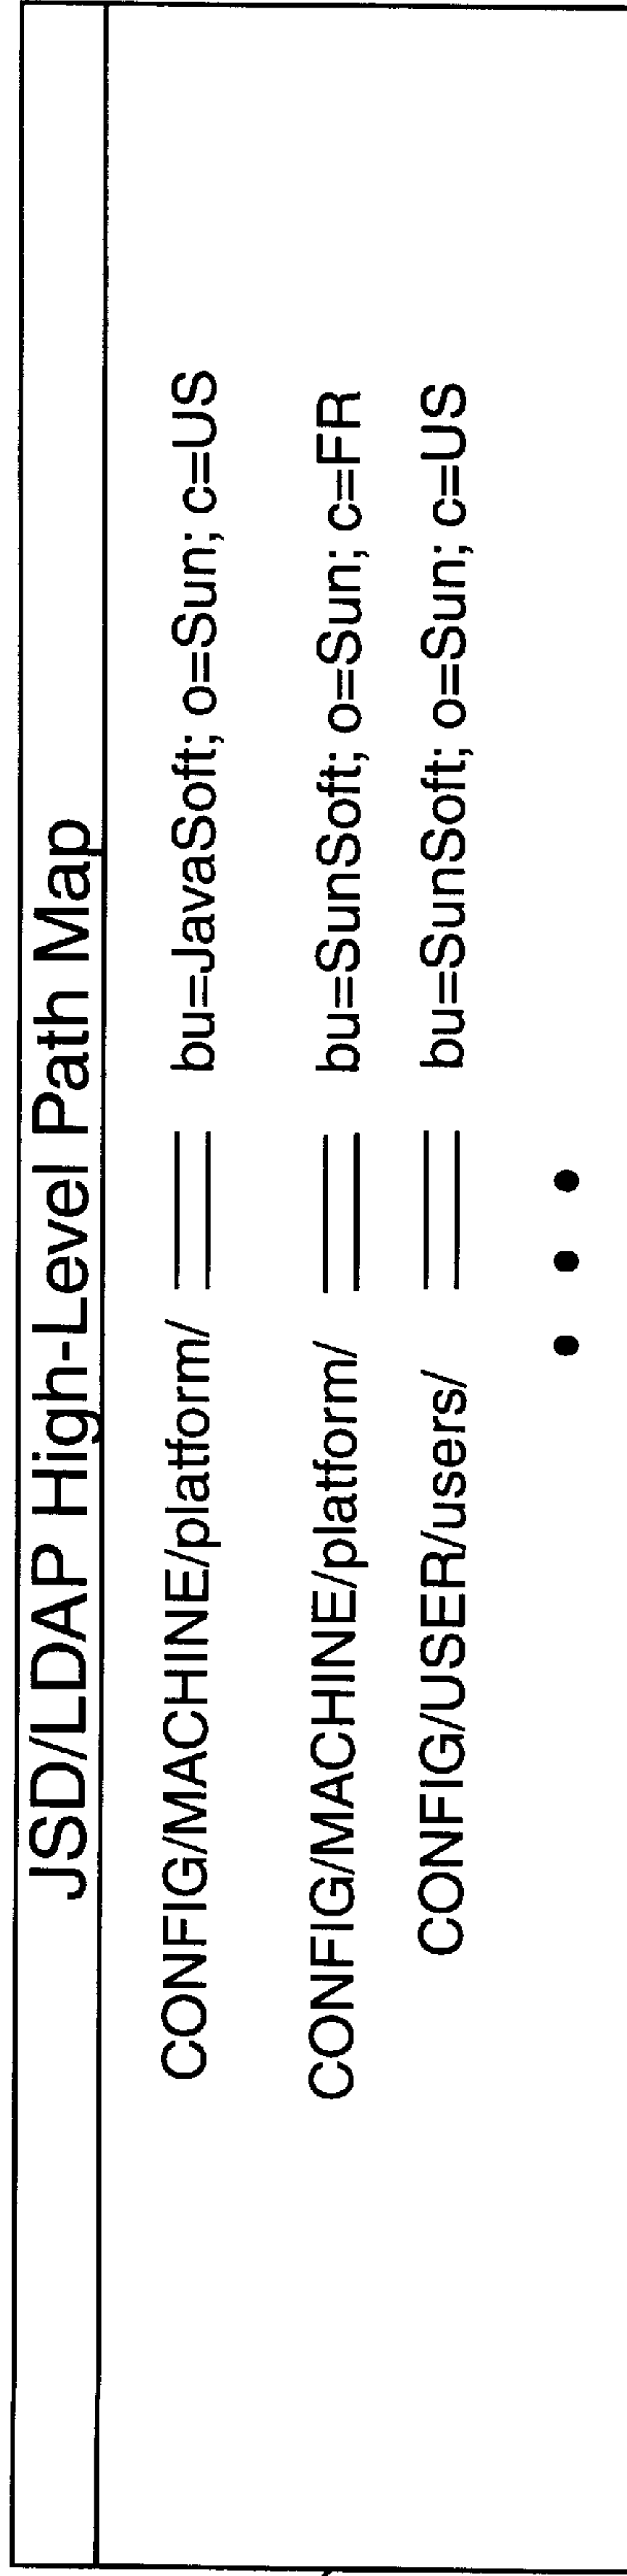 JSD/LDAP High-Level Path Map
CONFIG/MACHINE/platform/ == bu=JavaSoft; o=Sun; c=US
CONFIG/MACHINE/platform/ == bu=SunSoft; o=Sun; c=FR
CONFIG/USER/users/ == bu=SunSoft; o=Sun; c=US
• • •